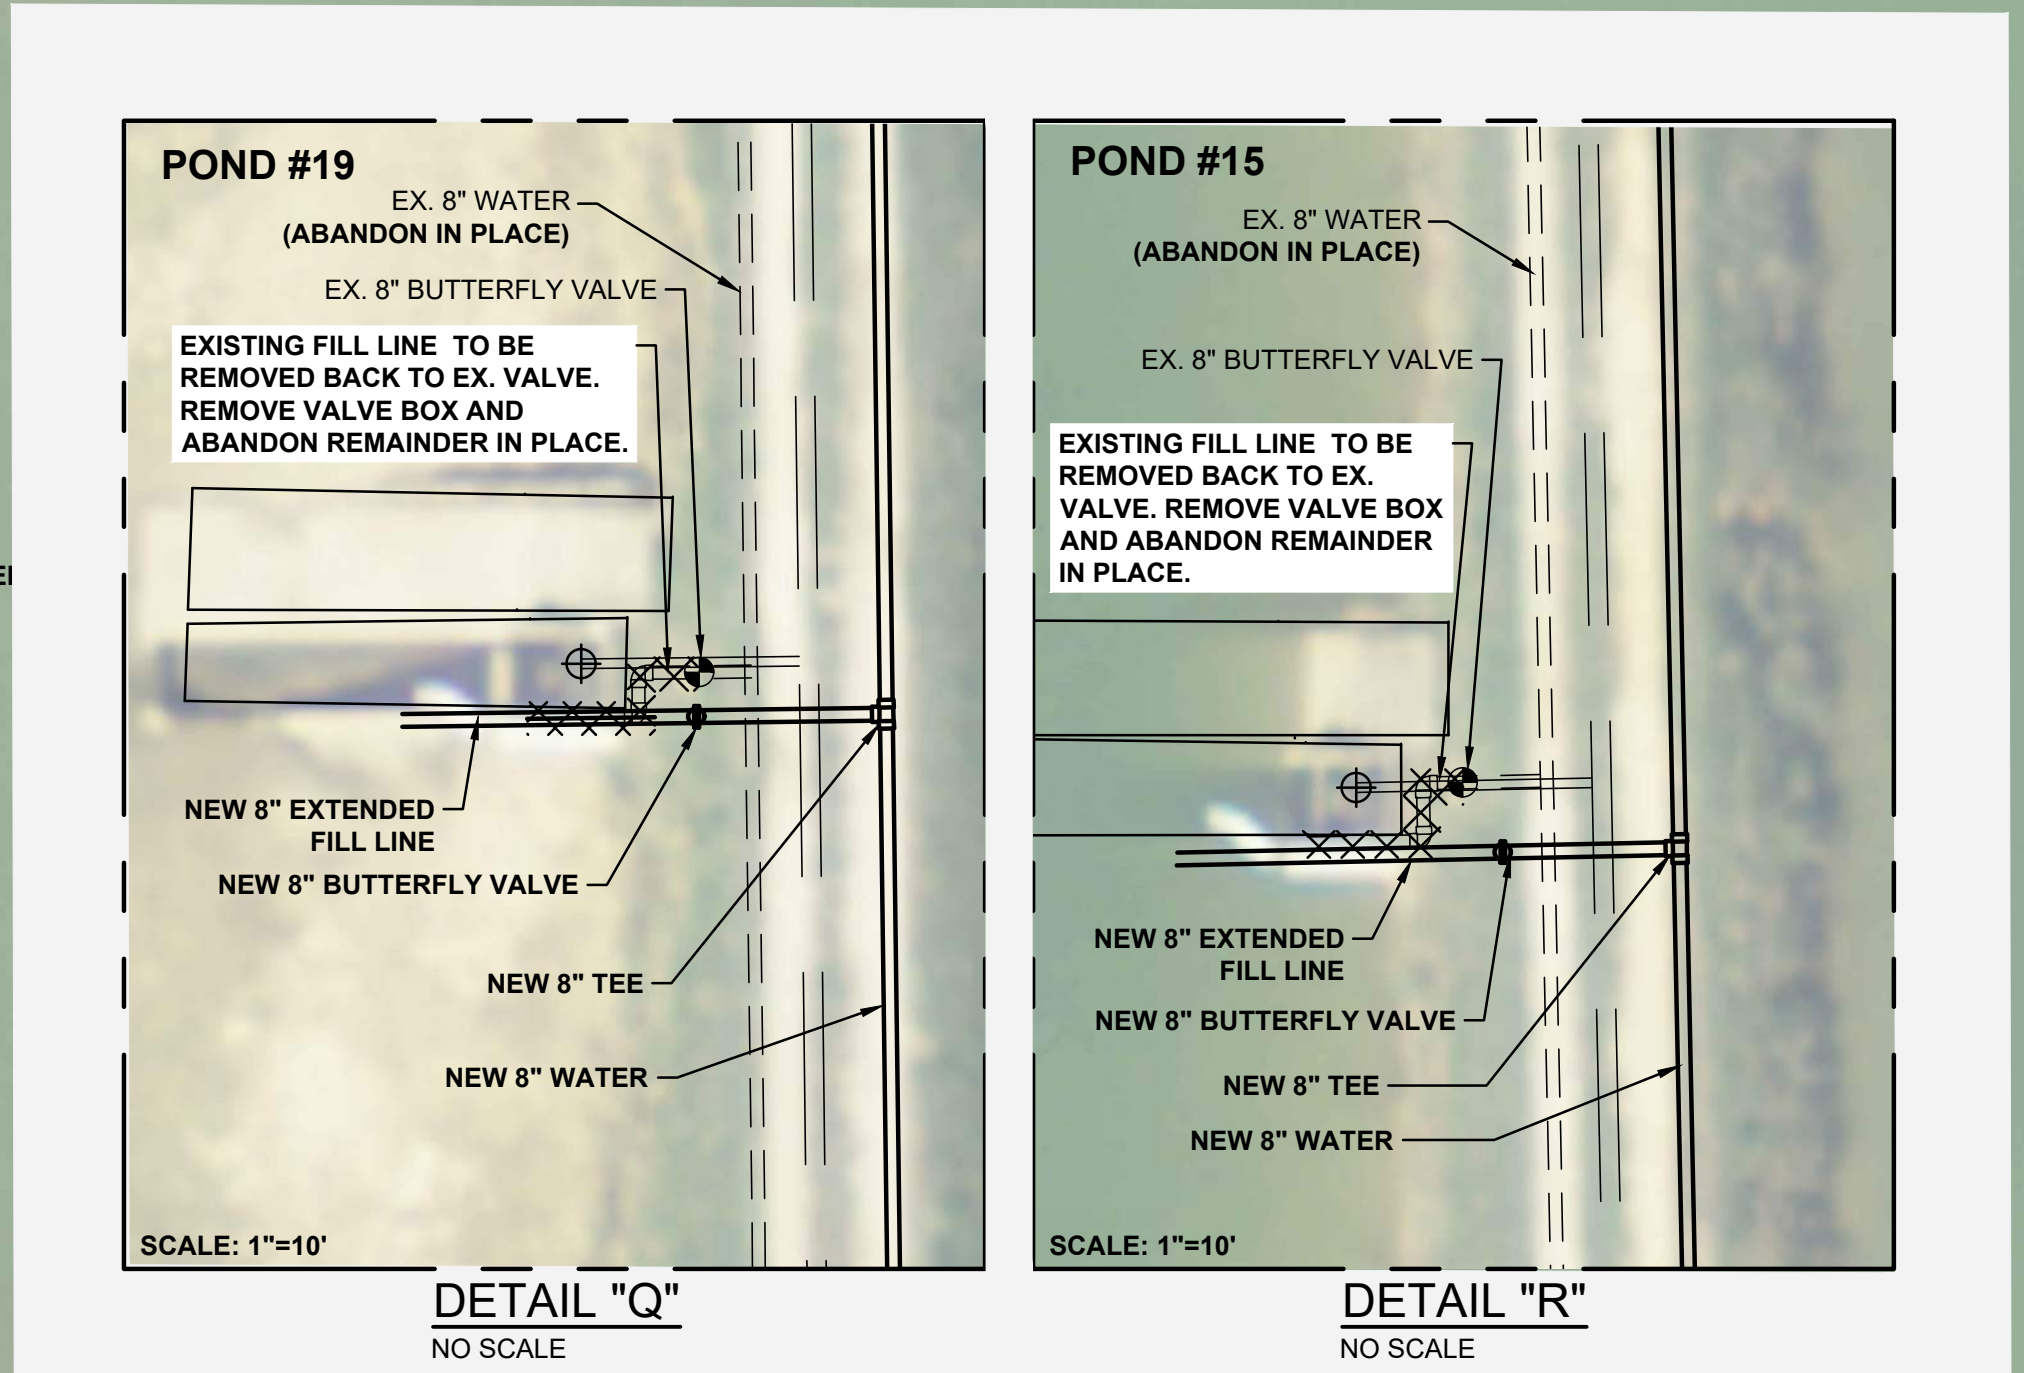 POND #19
EX. 8" WATER
(ABANDON IN PLACE)
EX. 8" BUTTERFLY VALVE
EXISTING FILL LINE TO BE
REMOVED BACK TO EX. VALVE.
REMOVE VALVE BOX AND
ABANDON REMAINDER IN PLACE.
NEW 8" EXTENDED
FILL LINE
NEW 8" BUTTERFLY VALVE
NEW 8" TEE
NEW 8" WATER
SCALE: 1"=10'
DETAIL "Q"
NO SCALE
POND #15
EX. 8" WATER
(ABANDON IN PLACE)
EX. 8" BUTTERFLY VALVE
EXISTING FILL LINE TO BE
REMOVED BACK TO EX.
VALVE. REMOVE VALVE BOX
AND ABANDON REMAINDER
IN PLACE.
NEW 8" EXTENDED
FILL LINE
NEW 8" BUTTERFLY VALVE
NEW 8" TEE
NEW 8" WATER
SCALE: 1"=10'
DETAIL "R"
NO SCALE